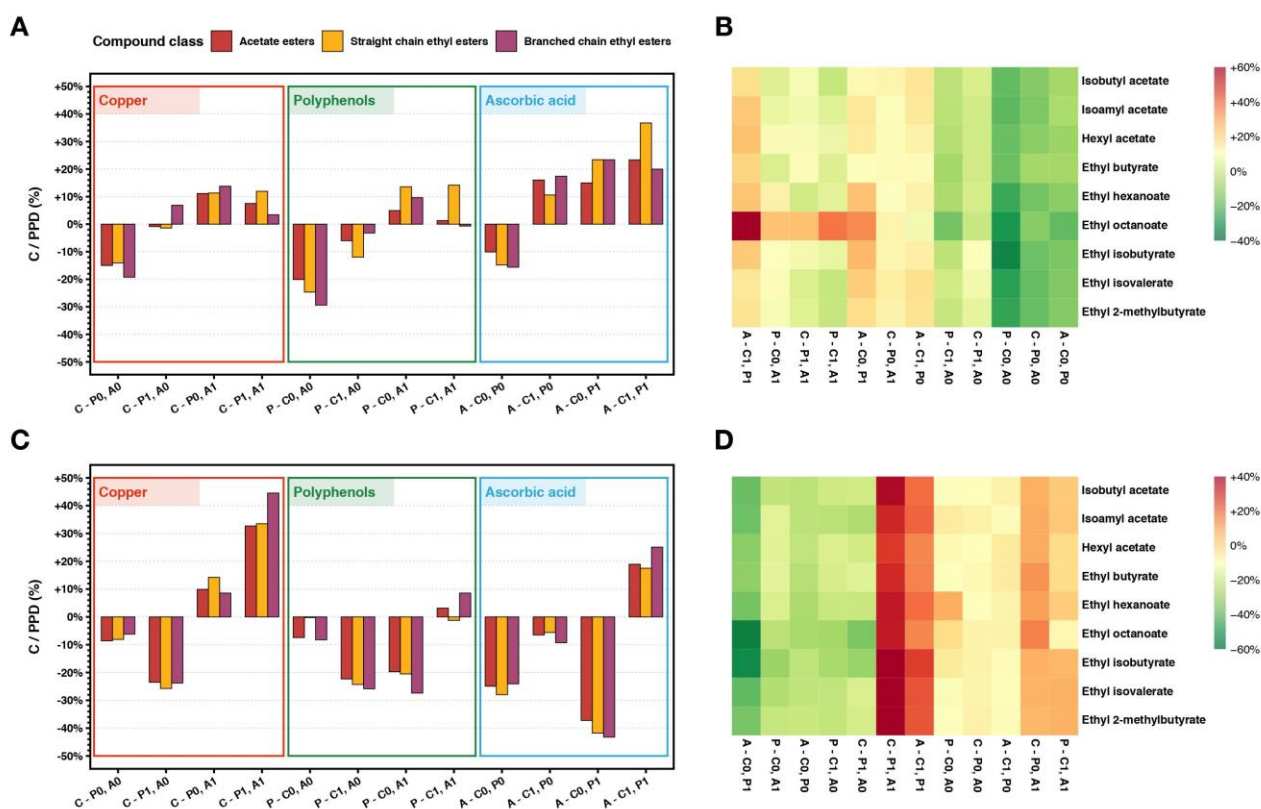 A
Compound class Acetate esters Straight chain ethyl esters Branched chain ethyl esters
C / PPD (%)
+50%
+40%
+30%
+20%
+10%
0%
-10%
-20%
-30%
-40%
-50%
Copper
Polyphenols
Ascorbic acid
C - P0, A0
C - P1, A0
C - P0, A1
C - P1, A1
P - C0, A0
P - C1, A0
P - C0, A1
P - C1, A1
A - C0, P0
A - C1, P0
A - C0, P1
A - C1, P1
B
Isobutyl acetate
Isoamyl acetate
Hexyl acetate
Ethyl butyrate
Ethyl hexanoate
Ethyl octanoate
Ethyl isobutyrate
Ethyl isovalerate
Ethyl 2-methylbutyrate
A - C1, P1
P - C0, A1
C - P1, A1
P - C1, A1
A - C0, P1
C - P0, A1
A - C1, P0
P - C1, A0
C - P1, A0
P - C0, A0
C - P0, A0
A - C0, P0
+60%
+40%
+20%
0%
−20%
−40%
C
C / PPD (%)
+50%
+40%
+30%
+20%
+10%
0%
-10%
-20%
-30%
-40%
-50%
Copper
Polyphenols
Ascorbic acid
C - P0, A0
C - P1, A0
C - P0, A1
C - P1, A1
P - C0, A0
P - C1, A0
P - C0, A1
P - C1, A1
A - C0, P0
A - C1, P0
A - C0, P1
A - C1, P1
D
Isobutyl acetate
Isoamyl acetate
Hexyl acetate
Ethyl butyrate
Ethyl hexanoate
Ethyl octanoate
Ethyl isobutyrate
Ethyl isovalerate
Ethyl 2-methylbutyrate
A - C0, P1
P - C0, A1
A - C0, P0
P - C1, A0
C - P1, A0
C - P1, A1
A - C1, P1
P - C0, A0
C - P0, A0
A - C1, P0
C - P0, A1
P - C1, A1
+40%
+20%
0%
−20%
−40%
−60%